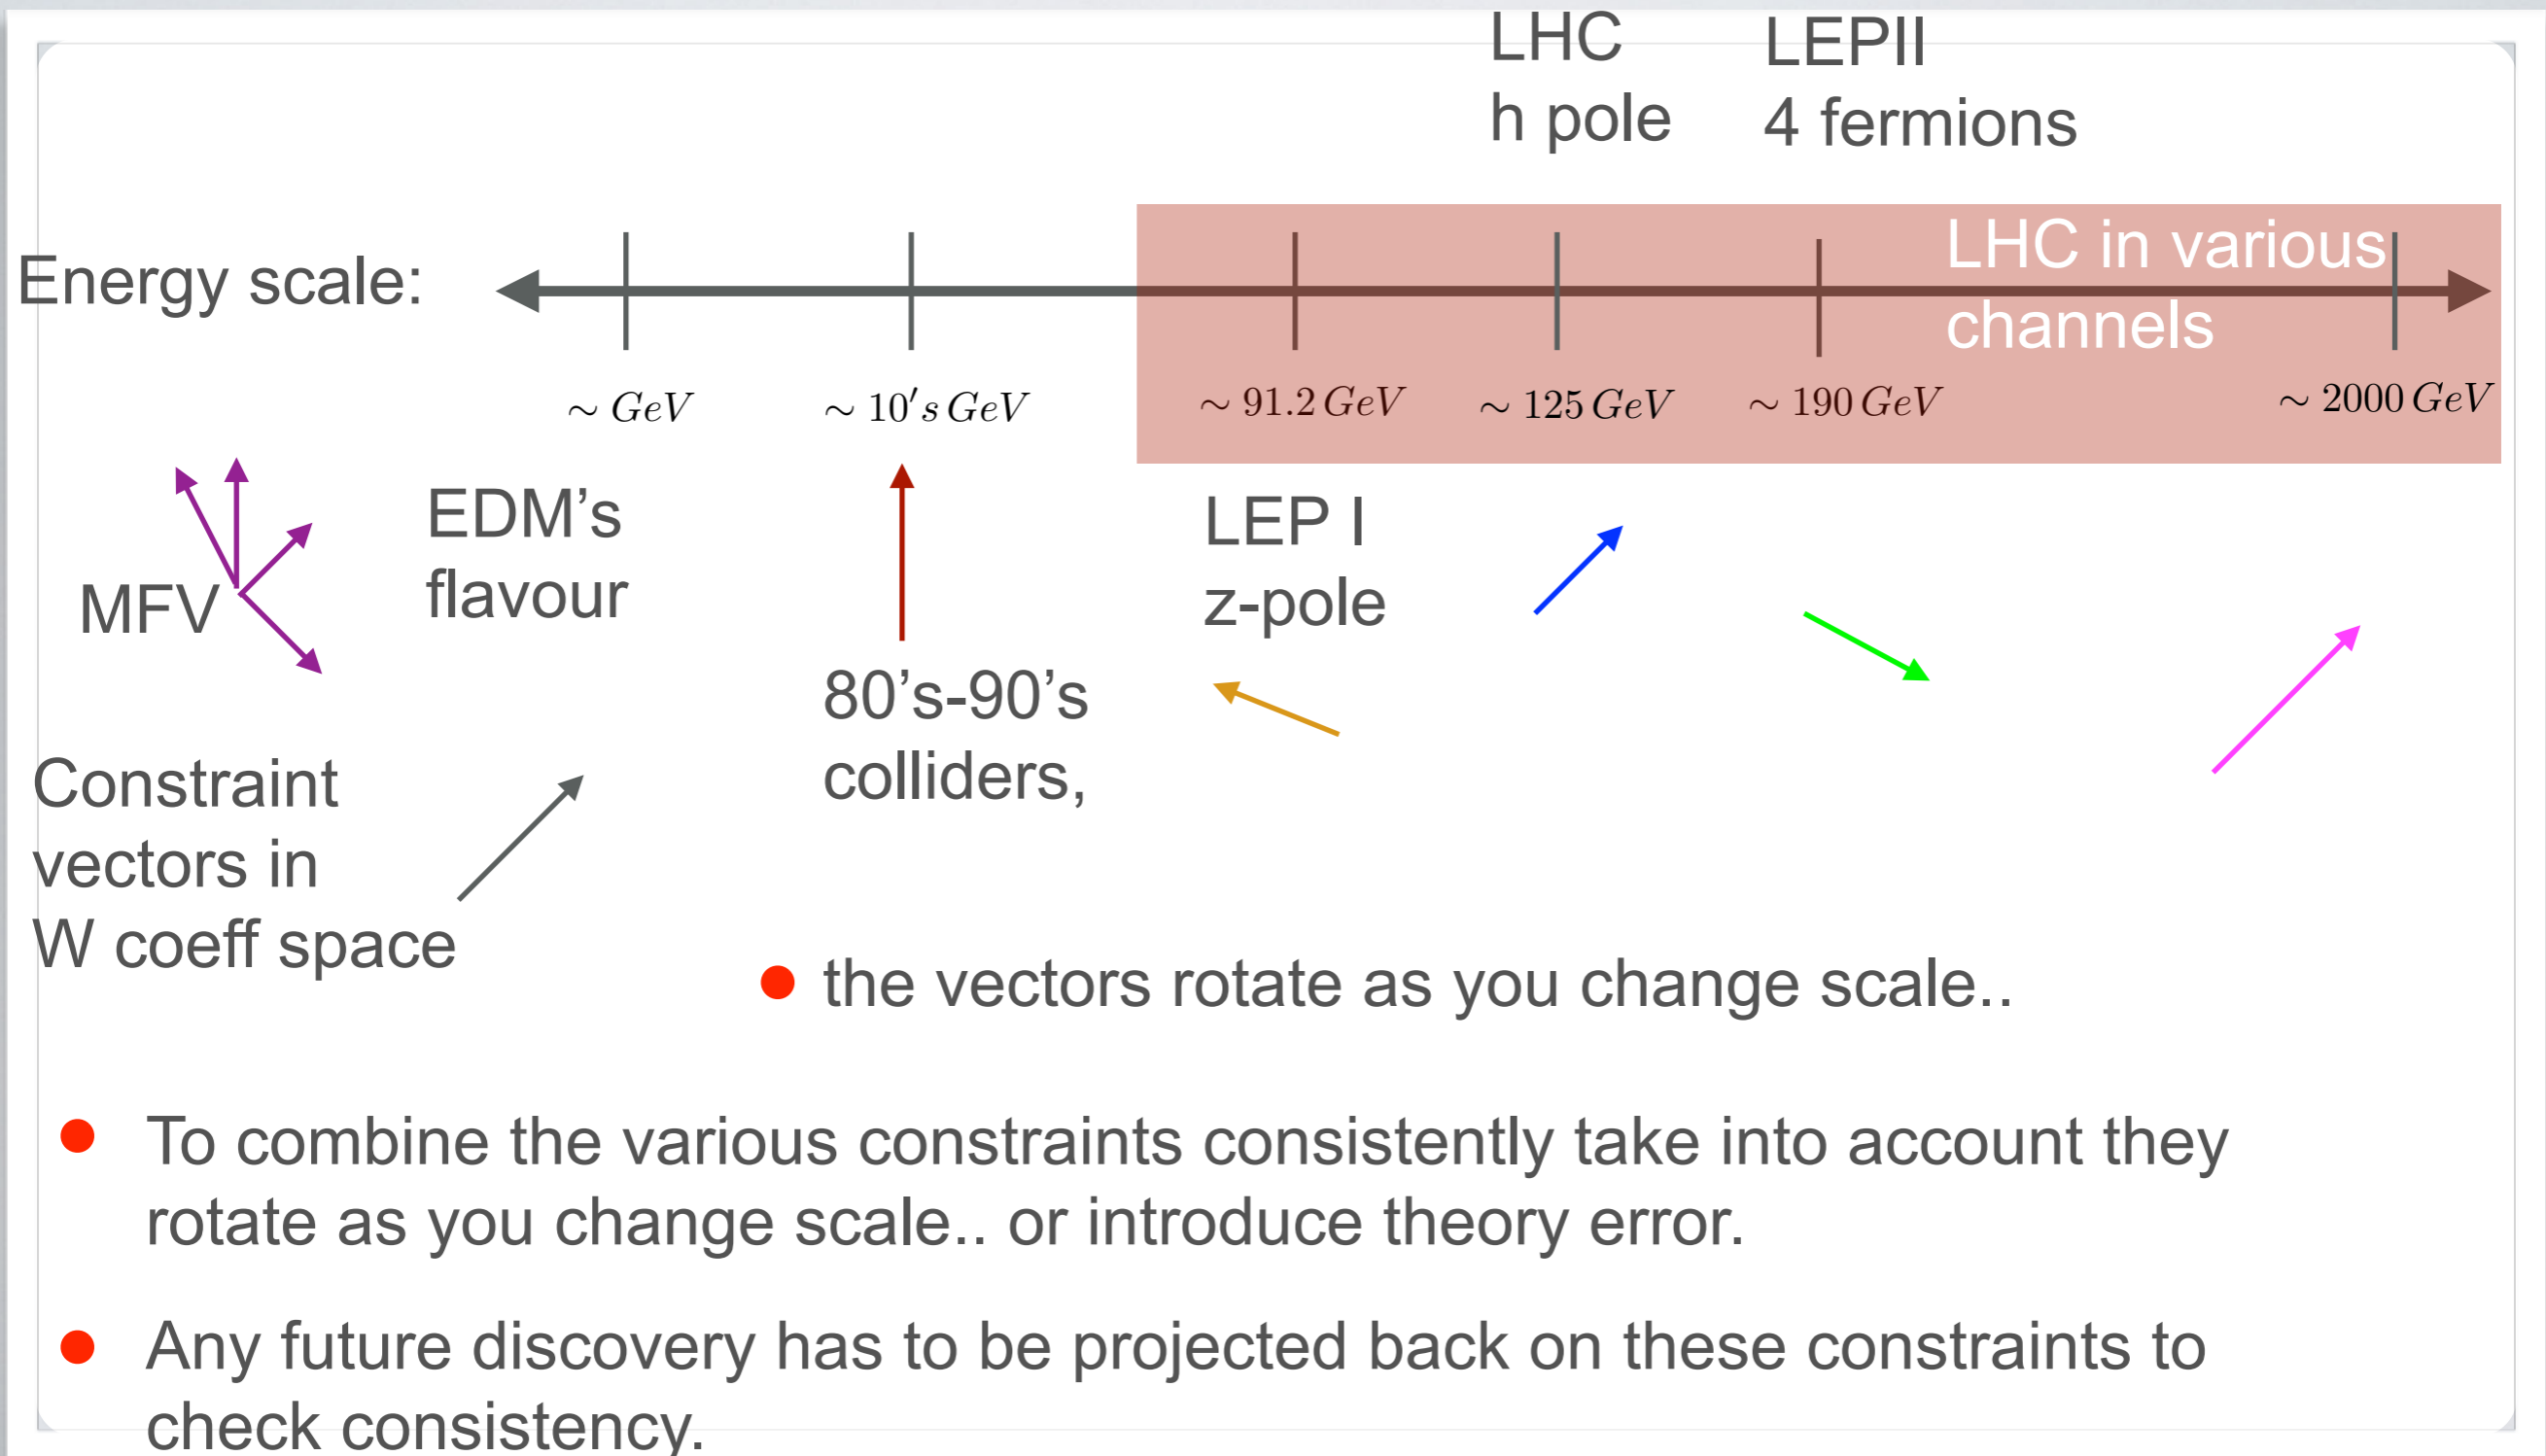 LHC
h pole
LEPII
4 fermions
Energy scale:
LHC in various
channels
∼ GeV
∼ 10′s GeV
∼ 91.2 GeV
∼ 125 GeV
∼ 190 GeV
∼ 2000 GeV
MFV
EDM’s
flavour
LEP I
z-pole
80’s-90’s
colliders,
Constraint
vectors in
W coeff space
the vectors rotate as you change scale..
To combine the various constraints consistently take into account they
rotate as you change scale.. or introduce theory error.
Any future discovery has to be projected back on these constraints to
check consistency.